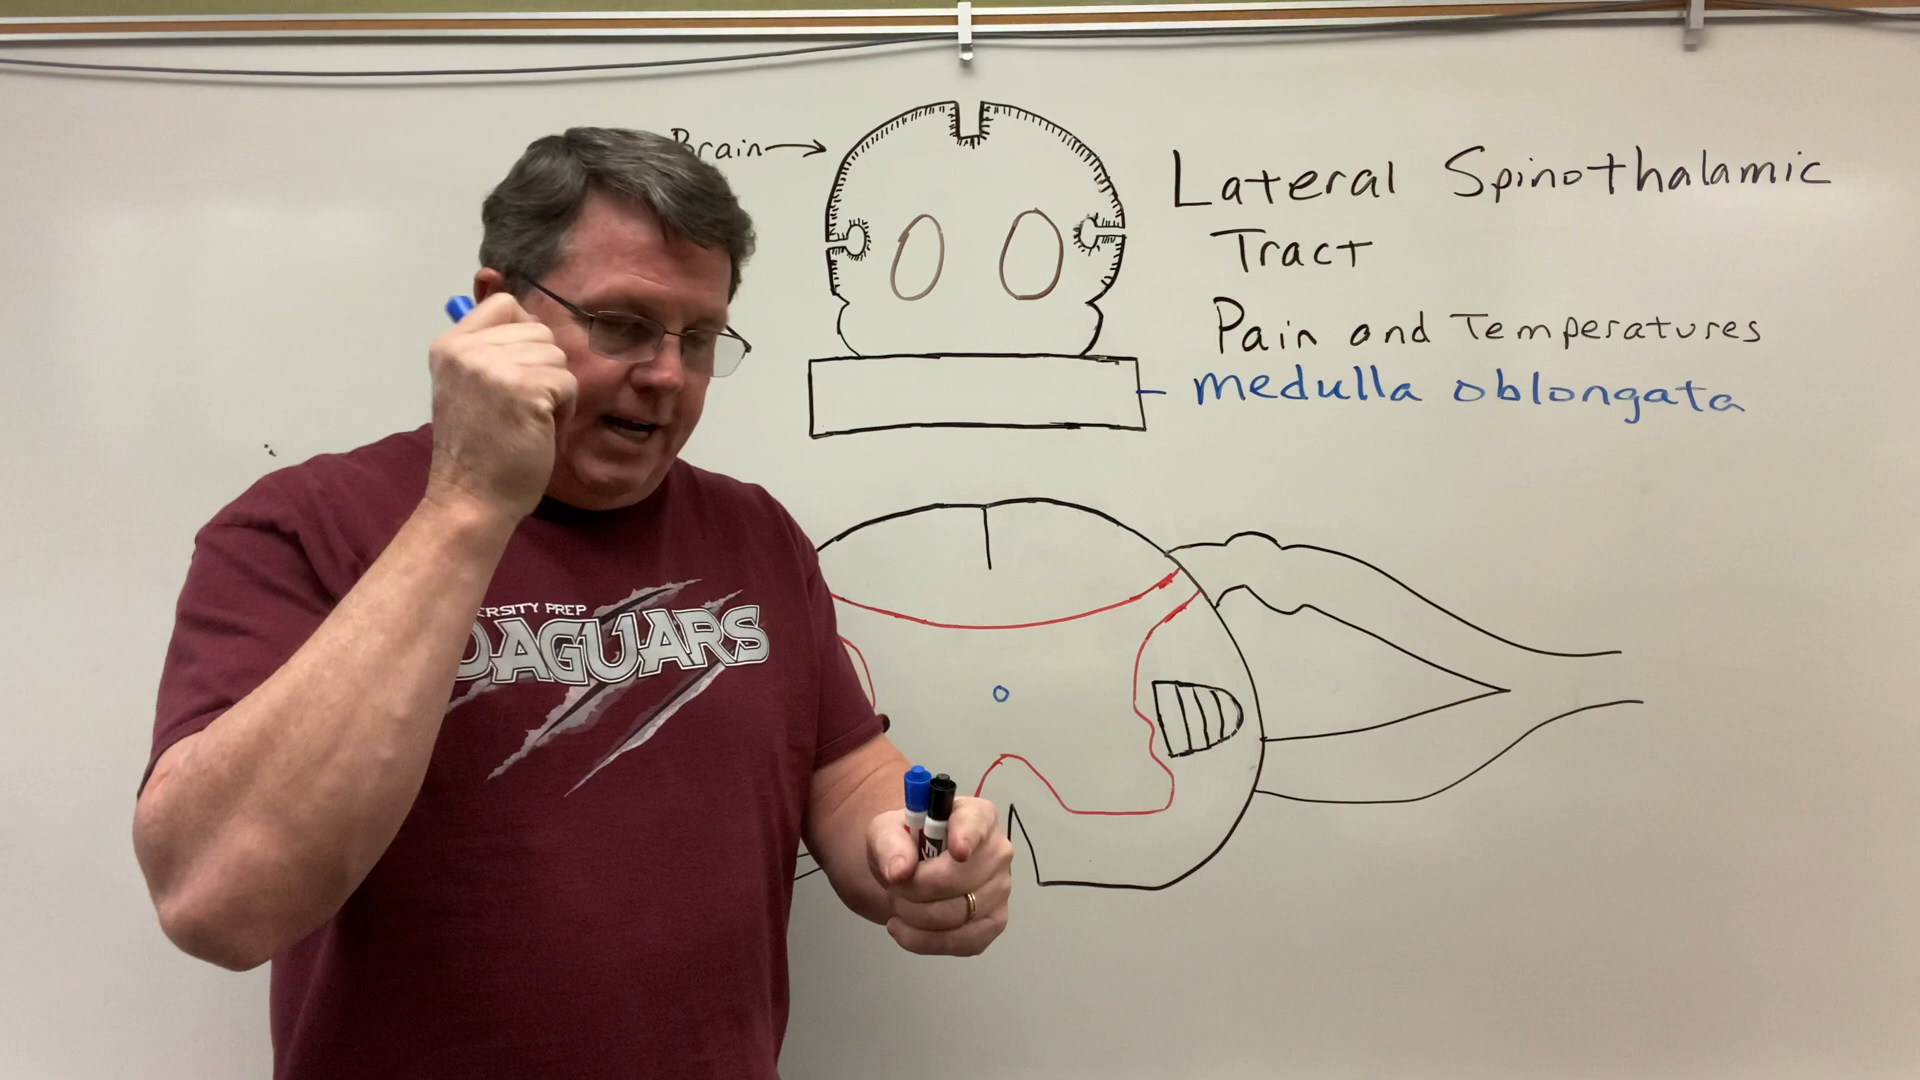 Brain
Lateral Spinothalamic
Tract
Pain and Temperatures
medulla oblongata
ERSITY PREP
JAGUARS